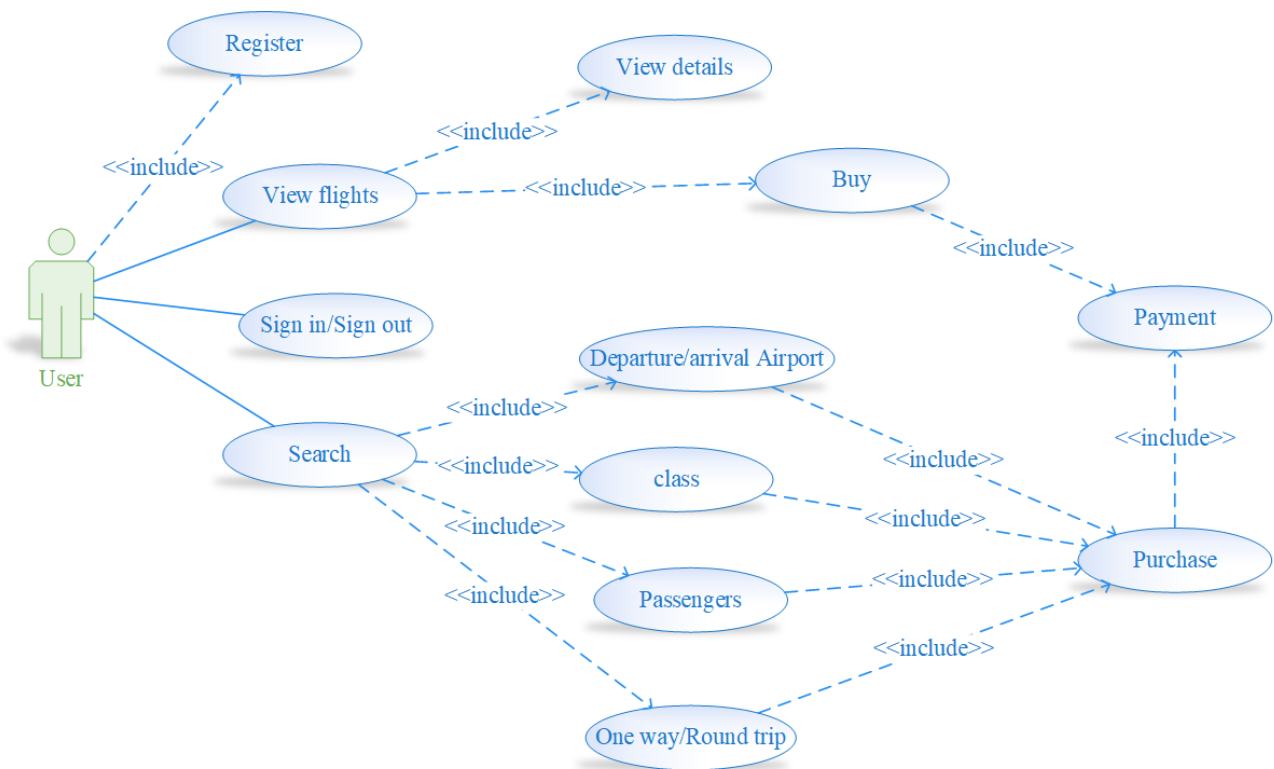 Register
View details
<<include>>
<<include>>
View flights
<<include>>
Buy
<<include>>
Sign in/Sign out
Payment
User
Departure/arrival Airport
<<include>>
<<include>>
Search
<<include>>
<<include>>
class
<<include>>
<<include>>
Purchase
<<include>>
Passengers
<<include>>
<<include>>
One way/Round trip